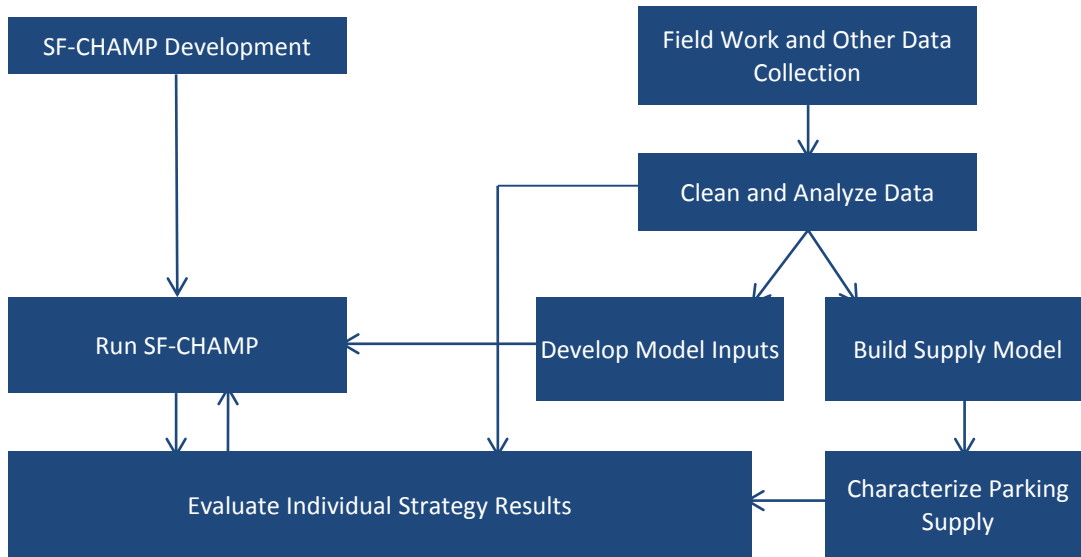 SF-CHAMP Development
Field Work and Other Data
Collection
Clean and Analyze Data
Run SF-CHAMP
Develop Model Inputs
Build Supply Model
Evaluate Individual Strategy Results
Characterize Parking
Supply